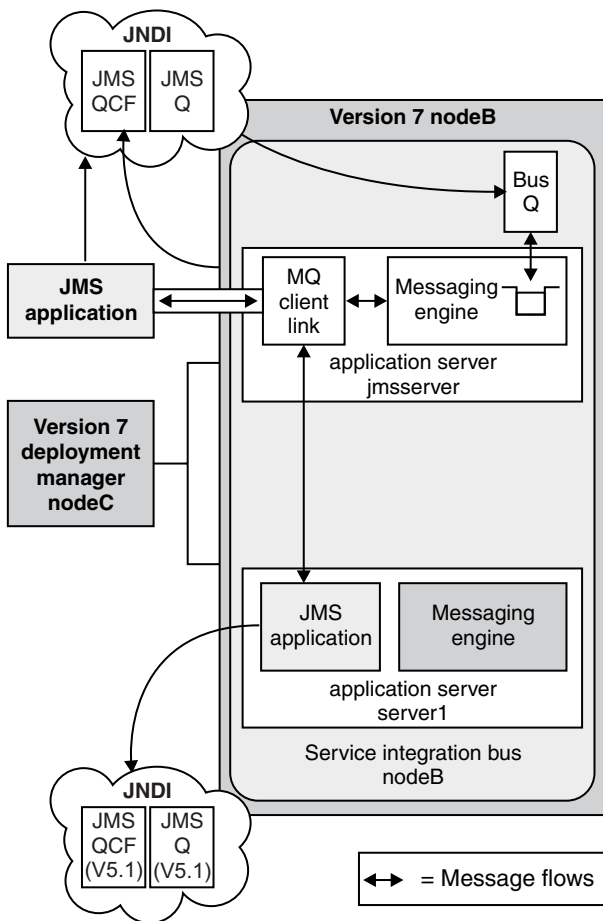 JNDI
JMS
QCF
JMS
Q
Version 7 nodeB
Bus
Q
JMS
application
MQ
client
link
Messaging
engine
application server
jmsserver
Version 7
deployment
manager
nodeC
JMS
application
Messaging
engine
application server
server1
Service integration bus
nodeB
JNDI
JMS
QCF
(V5.1)
JMS
Q
(V5.1)
= Message flows